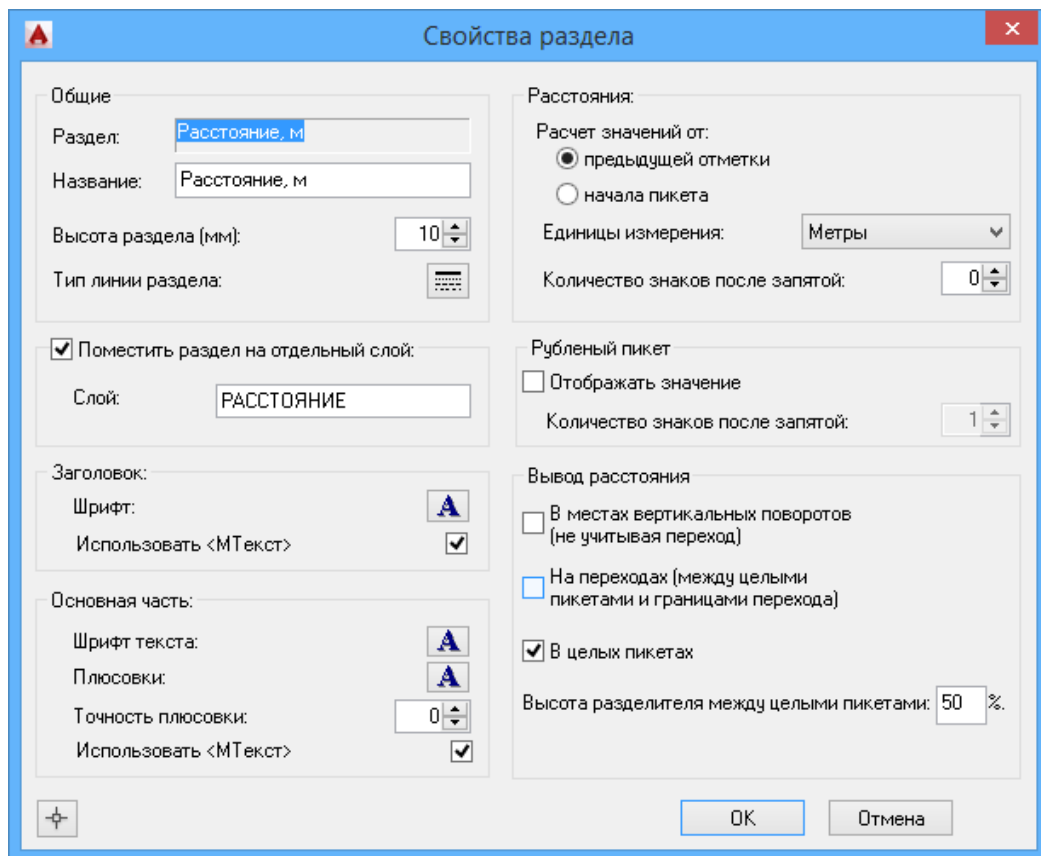 Свойства раздела
Общие
Раздел: Расстояние, м
Название: Расстояние, м
Высота раздела (мм): 10
Тип линии раздела:
Поместить раздел на отдельный слой:
Слой: РАССТОЯНИЕ
Заголовок:
Шрифт: A
Использовать <МТекст>
Основная часть:
Шрифт текста: A
Плюсовки: A
Точность плюсовки: 0
Использовать <МТекст>
Расстояния:
Расчет значений от:
предыдущей отметки
начала пикета
Единицы измерения: Метры
Количество знаков после запятой: 0
Рубленый пикет
Отображать значение
Количество знаков после запятой: 1
Вывод расстояния
В местах вертикальных поворотов
(не учитывая переход)
На переходах (между целыми
пикетами и границами перехода)
В целых пикетах
Высота разделителя между целыми пикетами: 50 %.
OK
Отмена